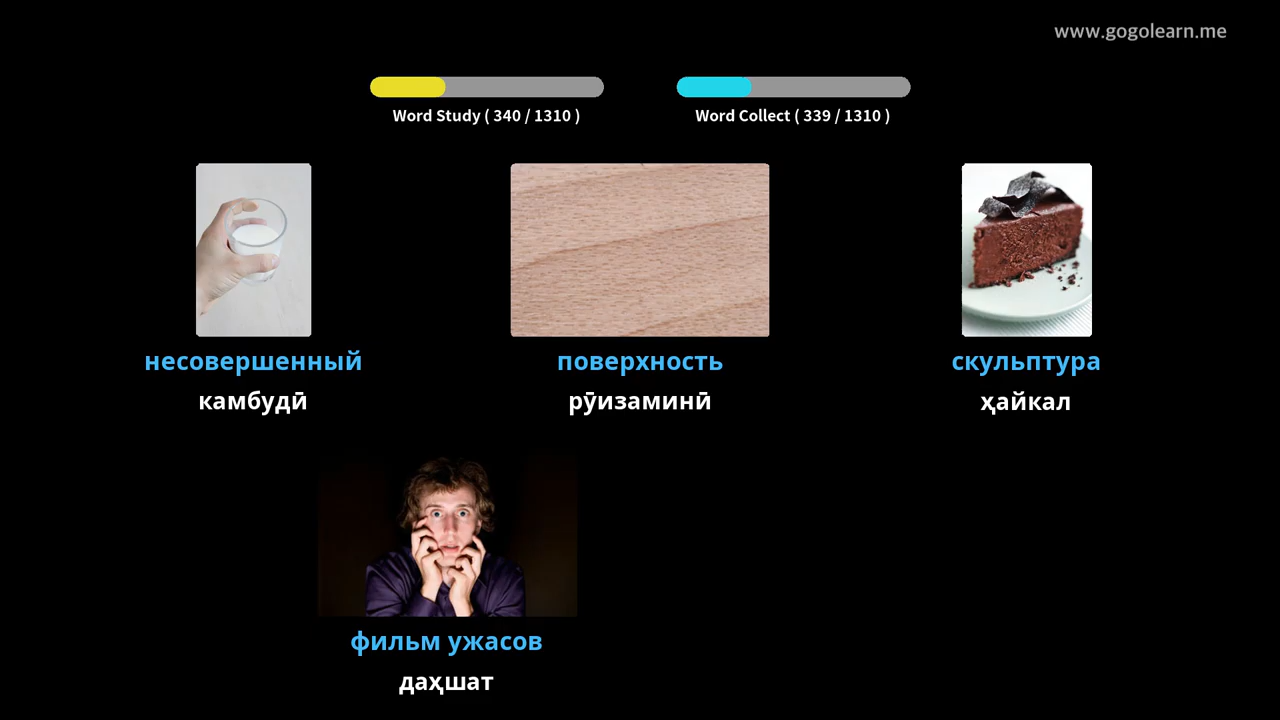 www.gogolearn.me
Word Study ( 340 / 1310 )
Word Collect ( 339 / 1310 )
несовершенный
поверхность
скульптура
камбудӣ
рӯизаминӣ
ҳайкал
фильм ужасов
даҳшат